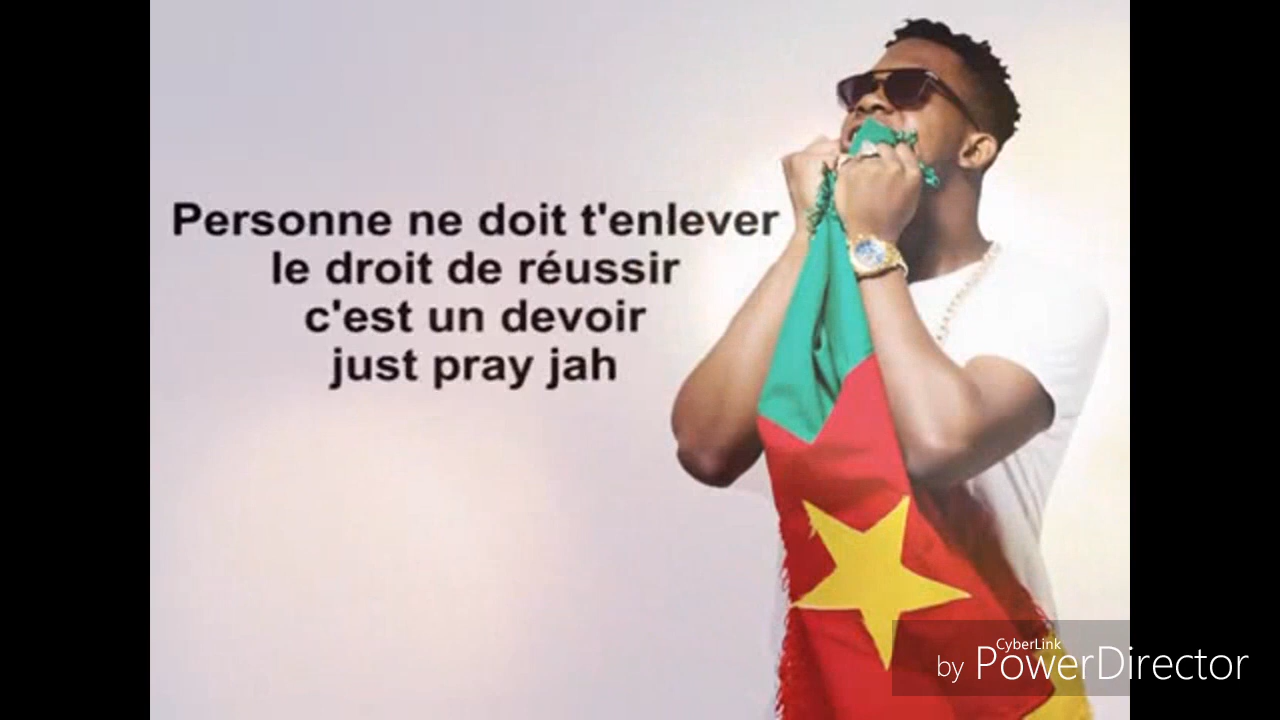 Personne ne doit t'enlever
le droit de réussir
c'est un devoir
just pray jah
CyberLink
by PowerDirector